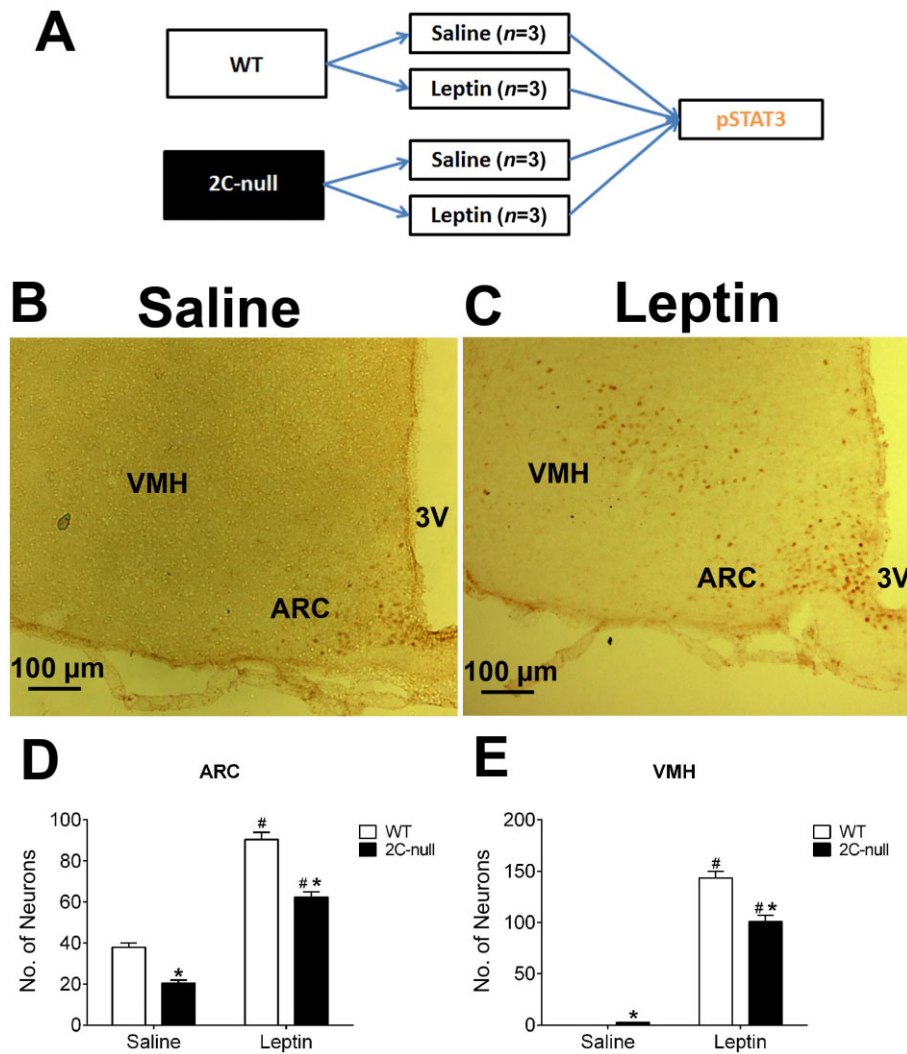 A
WT
Saline (n=3)
Leptin (n=3)
pSTAT3
2C-null
Saline (n=3)
Leptin (n=3)
B Saline
C Leptin
VMH
3V
ARC
100 µm
VMH
ARC
3V
100 µm
D
ARC
No. of Neurons
100
80
60
40
20
0
#
# *
*
WT
2C-null
Saline
Leptin
E
VMH
No. of Neurons
200
150
100
50
0
#
# *
*
WT
2C-null
Saline
Leptin